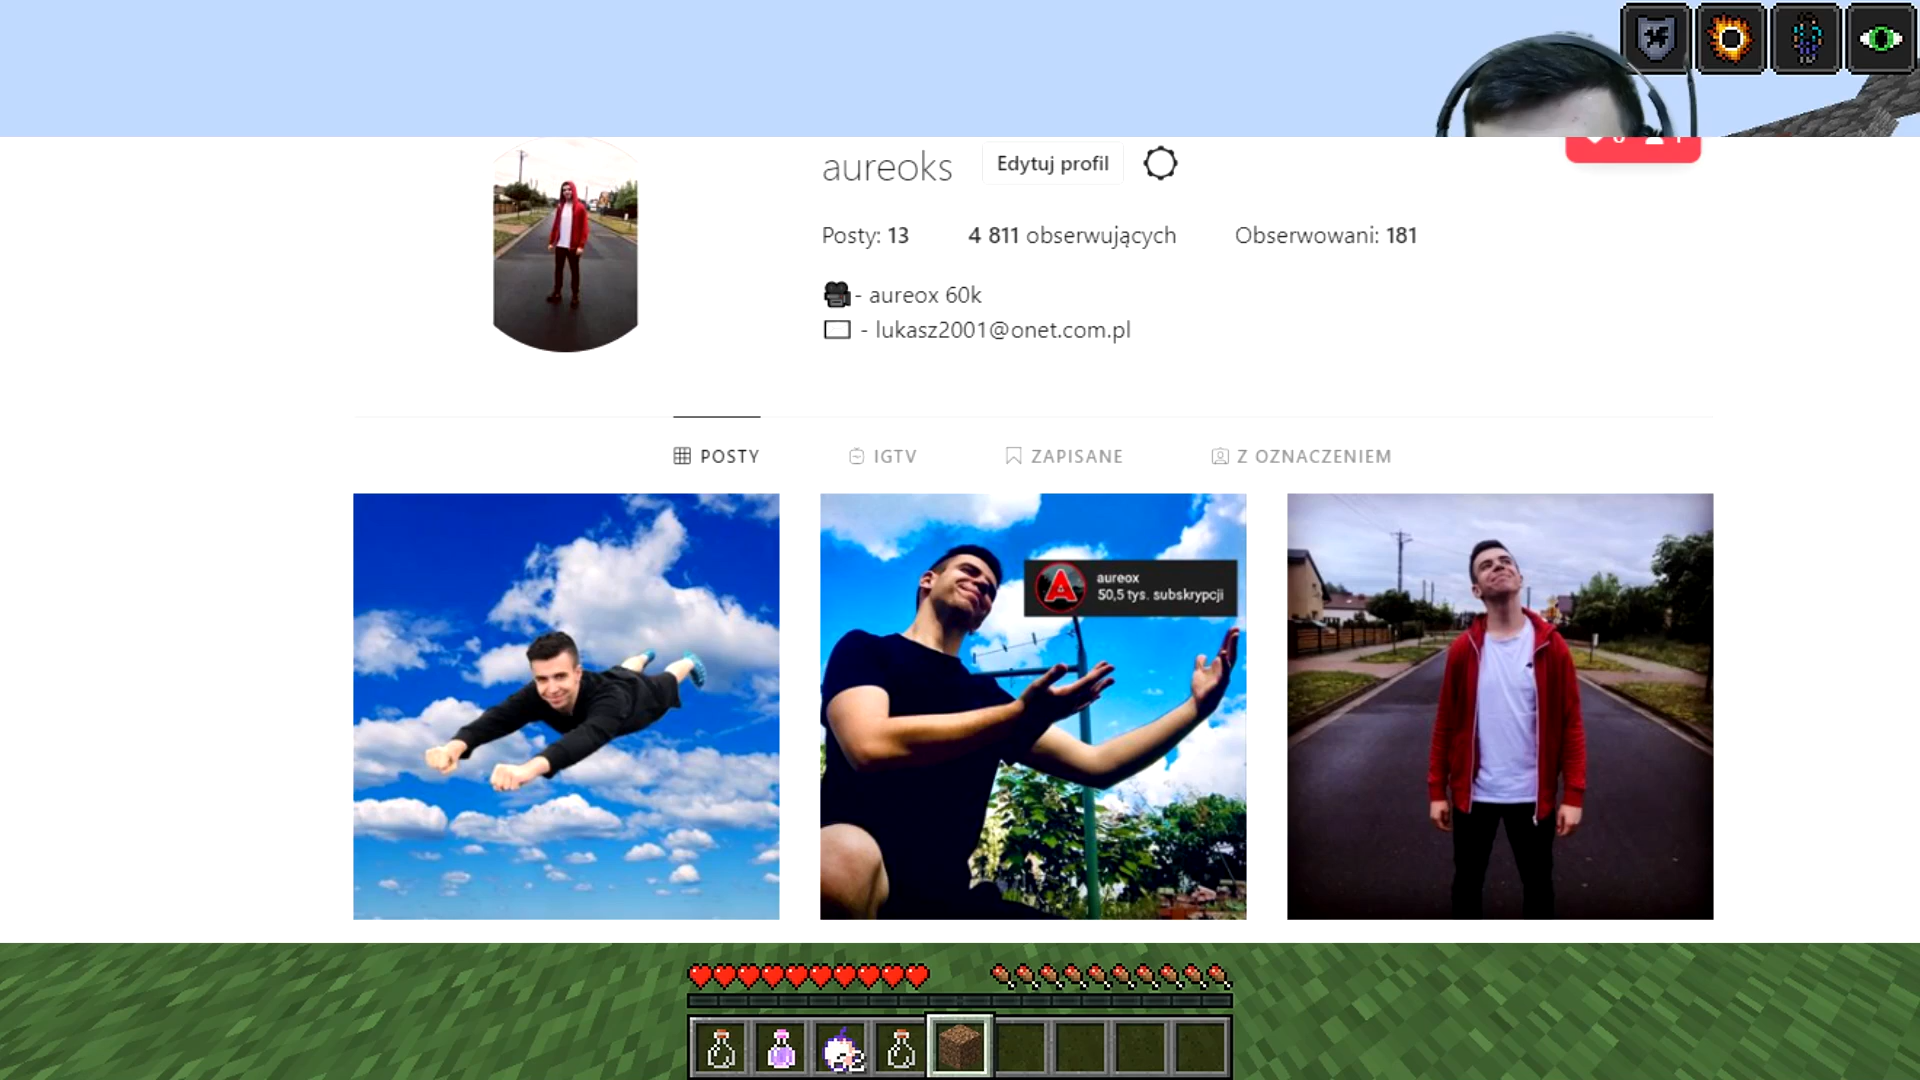 aureoks Edytuj profil
Posty: 13 4 811 obserwujących Obserwowani: 181
- aureox 60k
- lukasz2001@onet.com.pl
POSTY IGTV ZAPISANE Z OZNACZENIEM
A aureox
50,5 tys. subskrypcji